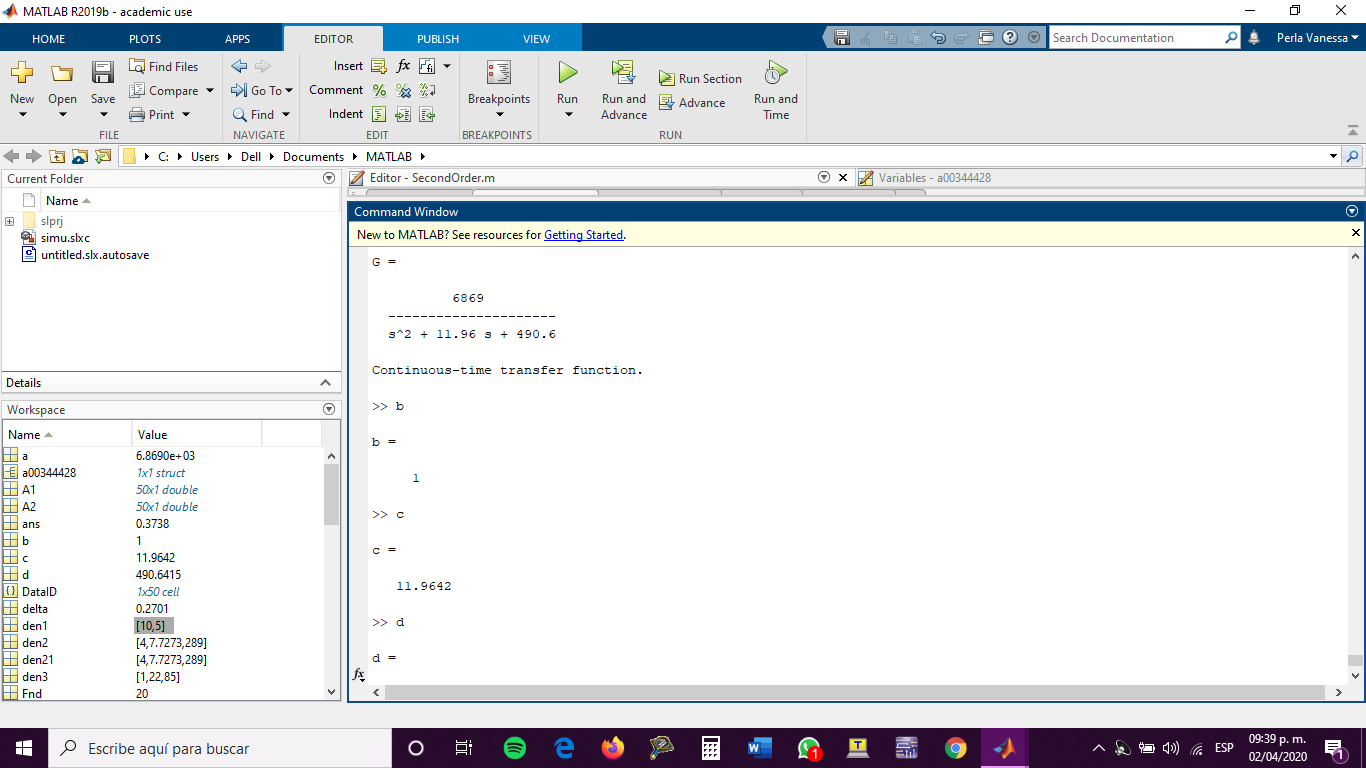 MATLAB R2019b - academic use
HOME PLOTS APPS EDITOR PUBLISH VIEW
Search Documentation
Perla Vanessa
New
Open
Save
Find Files
Compare
Print
FILE
Go To
Find
NAVIGATE
Insert
Comment
Indent
EDIT
Breakpoints
BREAKPOINTS
Run
Run and
Advance
Run Section
Advance
Run and
Time
RUN
C: Users Dell Documents MATLAB
Current Folder
Name
slprj
simu.slxc
untitled.slx.autosave
Details
Workspace
Name Value
a 6.8690e+03
a00344428 1x1 struct
A1 50x1 double
A2 50x1 double
ans 0.3738
b 1
c 11.9642
d 490.6415
DataID 1x50 cell
delta 0.2701
den1 [10,5]
den2 [4,7.7273,289]
den21 [4,7.7273,289]
den3 [1,22,85]
Fnd 20
Editor - SecondOrder.m
Variables - a00344428
Command Window
New to MATLAB? See resources for Getting Started.
G =
6869
---------------------
s^2 + 11.96 s + 490.6
Continuous-time transfer function.
>> b
b =
1
>> c
c =
11.9642
>> d
d =
fx
Escribe aquí para buscar
1
ESP
09:39 p. m.
02/04/2020
1